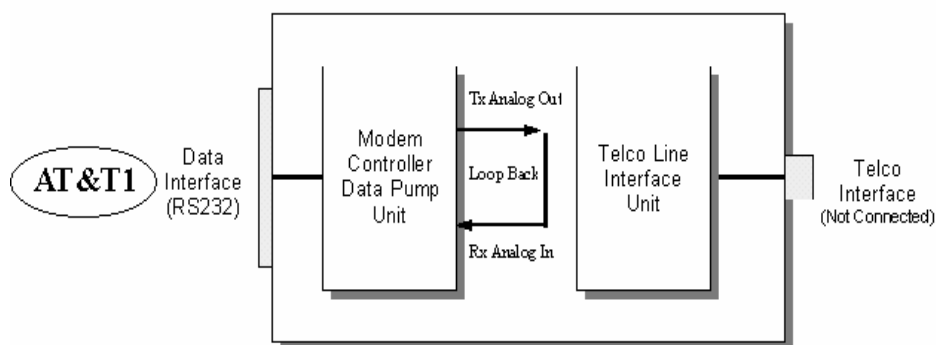 AT&T1
Data
Interface
(RS232)
Modem
Controller
Data Pump
Unit
Tx Analog Out
Loop Back
Rx Analog In
Telco Line
Interface
Unit
Telco
Interface
(Not Connected)